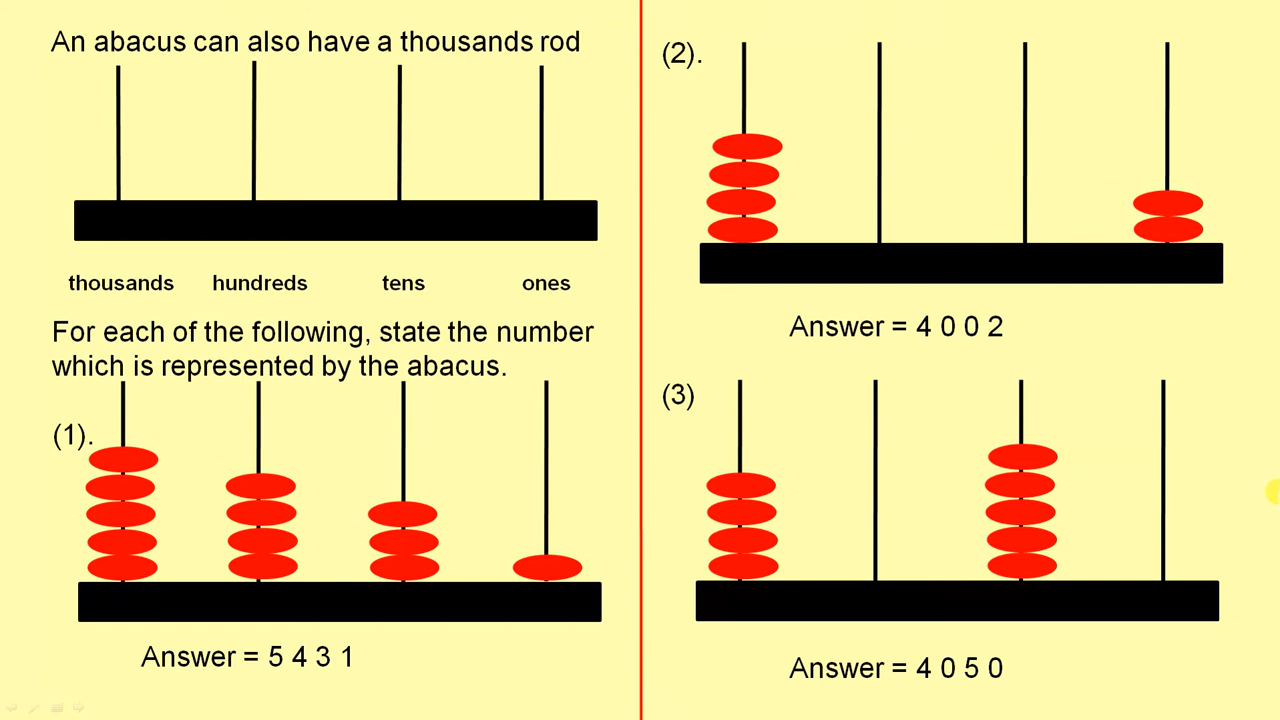 An abacus can also have a thousands rod
thousands hundreds tens ones
For each of the following, state the number
which is represented by the abacus.
(1).
Answer = 5 4 3 1
(2).
Answer = 4 0 0 2
(3)
Answer = 4 0 5 0